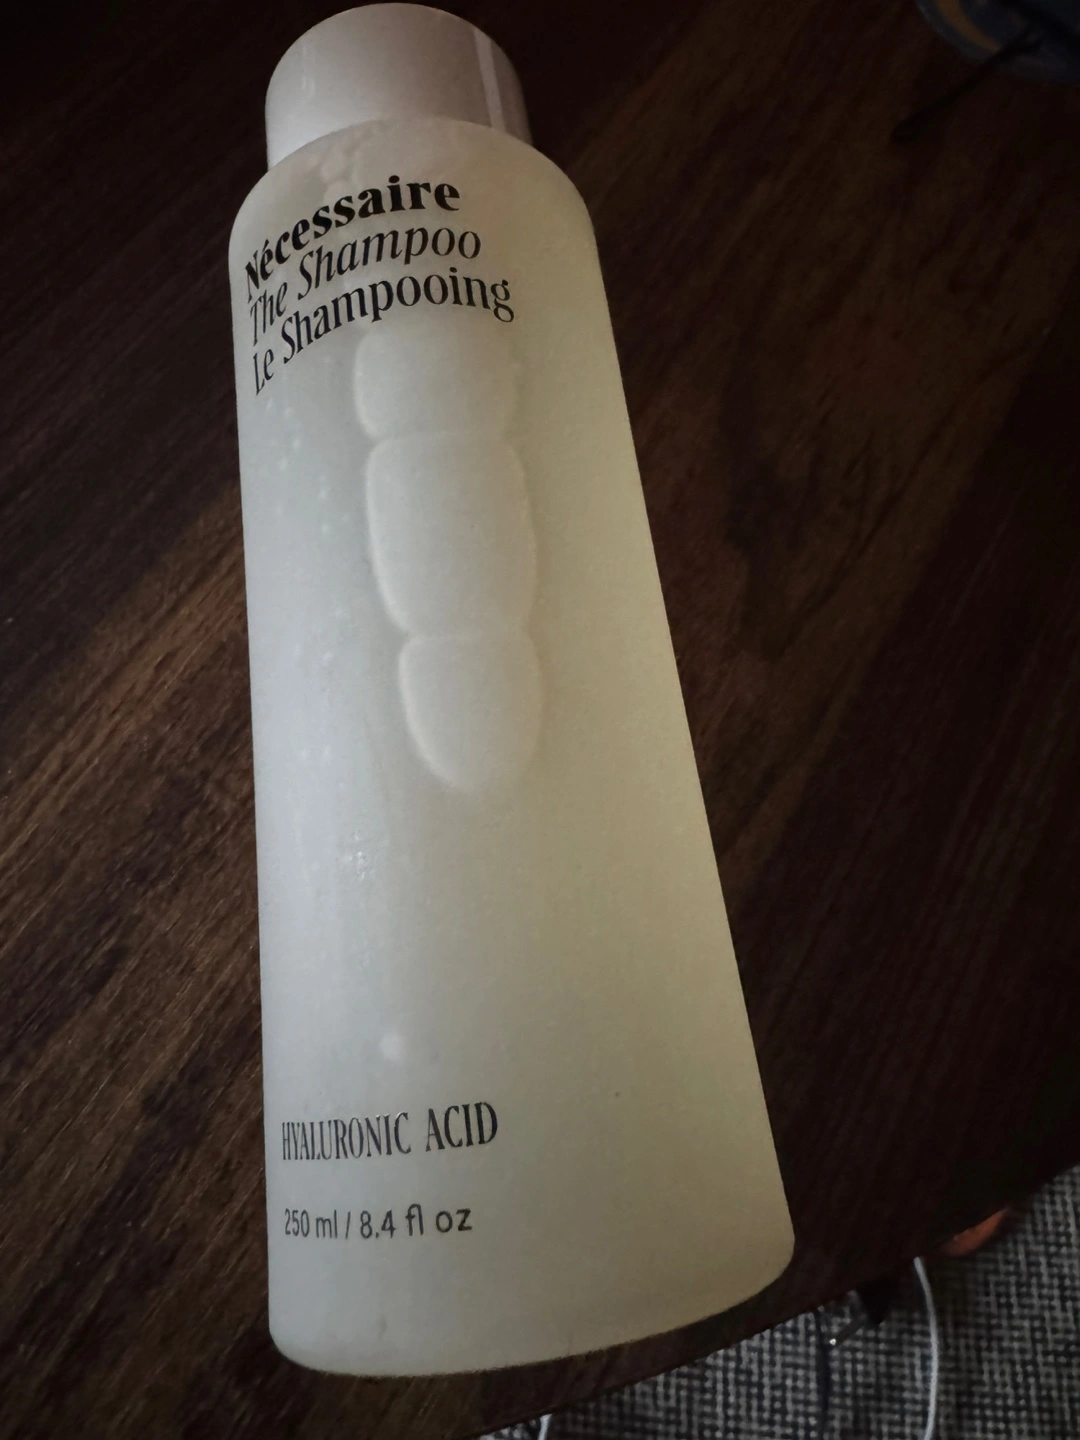 Nécessaire
The Shampoo
Le Shampooing
HYALURONIC ACID
250 ml / 8.4 fl oz